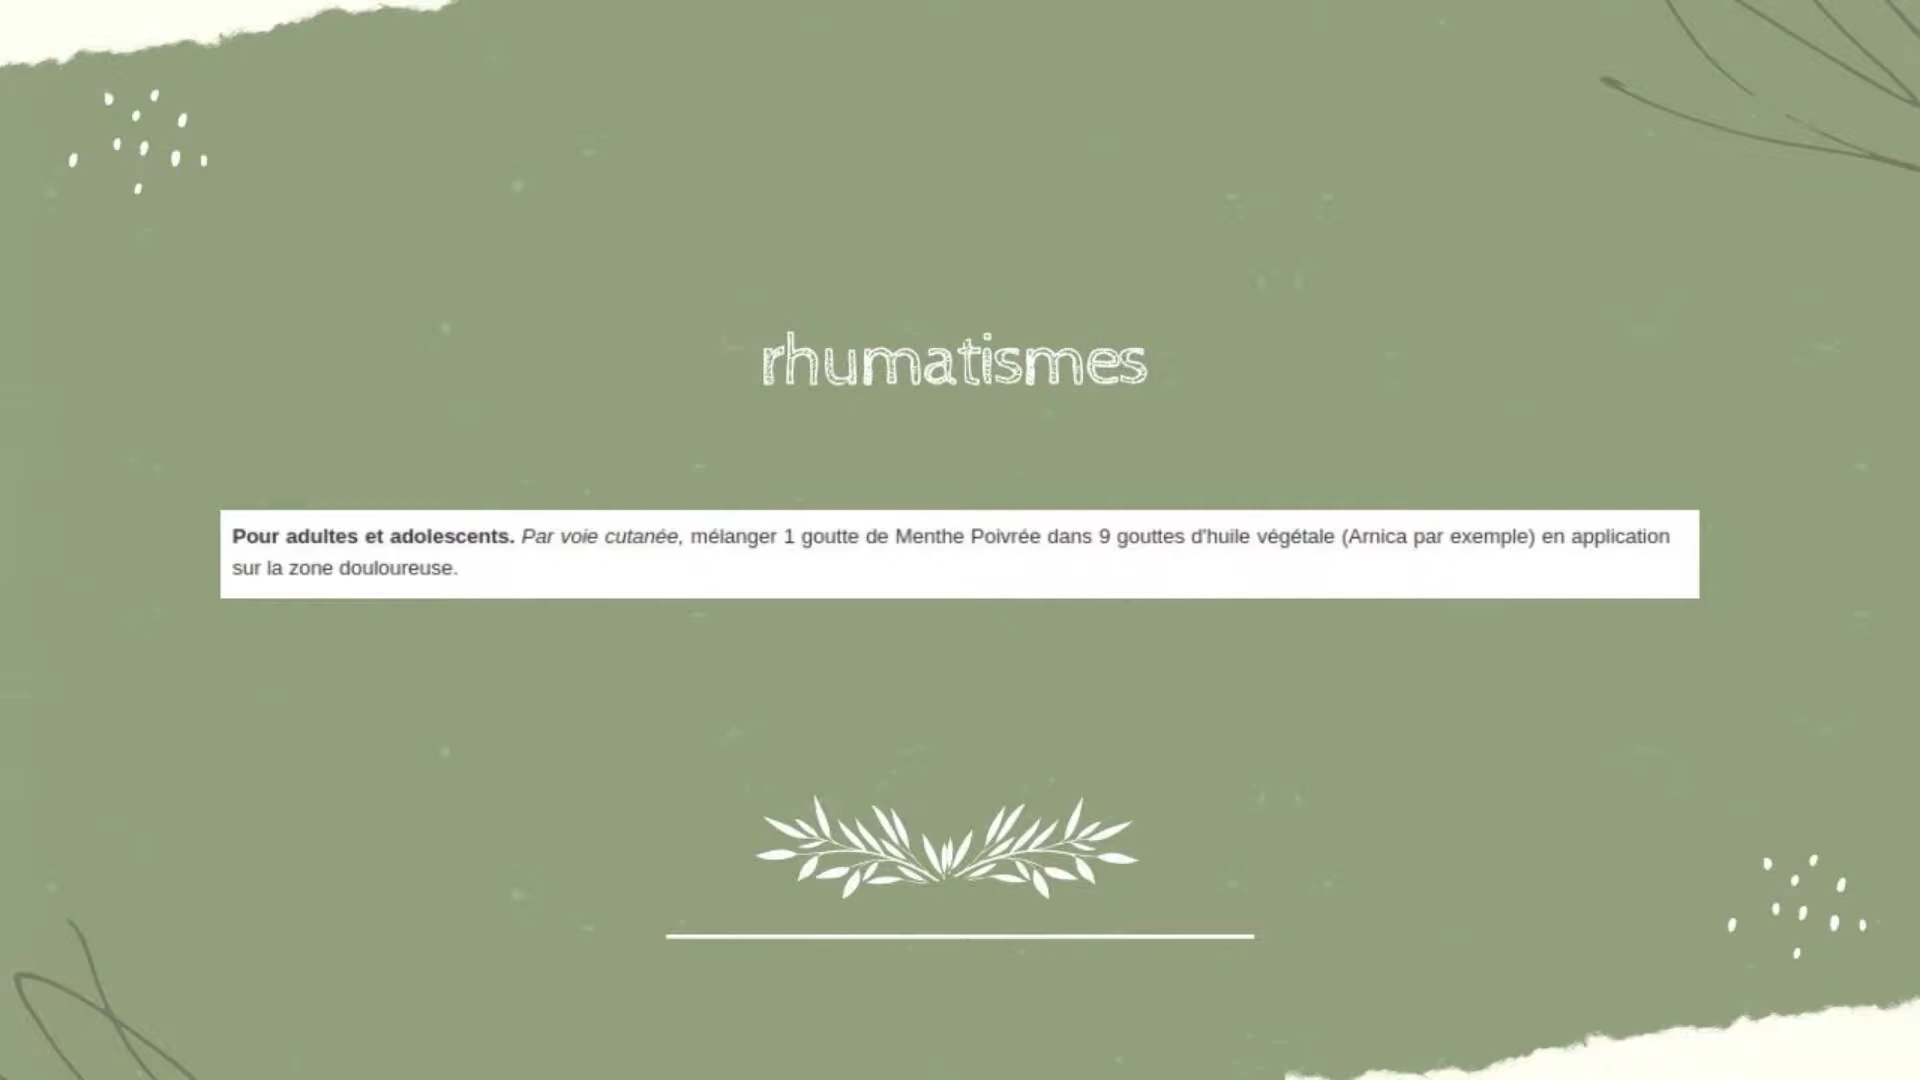 rhumatismes
Pour adultes et adolescents. Par voie cutanée, mélanger 1 goutte de Menthe Poivrée dans 9 gouttes d'huile végétale (Arnica par exemple) en application
sur la zone douloureuse.